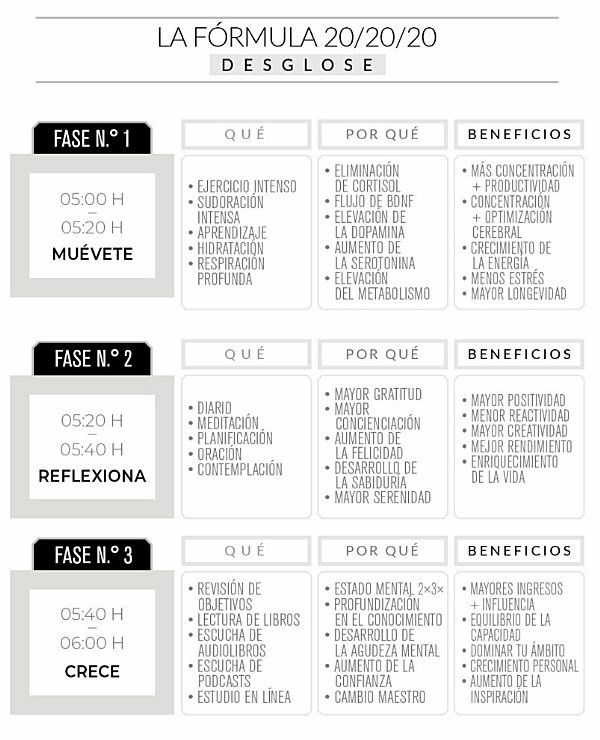 LA FÓRMULA 20/20/20
DESGLOSE
FASE N.º 1
05:00 H
–
05:20 H
MUÉVETE
QUÉ
• EJERCICIO INTENSO
• SUDORACIÓN
INTENSA
• APRENDIZAJE
• HIDRATACIÓN
• RESPIRACIÓN
PROFUNDA
POR QUÉ
• ELIMINACIÓN
DE CORTISOL
• FLUJO DE BDNF
• ELEVACIÓN DE
LA DOPAMINA
• AUMENTO DE
LA SEROTONINA
• ELEVACIÓN
DEL METABOLISMO
BENEFICIOS
• MÁS CONCENTRACIÓN
+ PRODUCTIVIDAD
• CONCENTRACIÓN
+ OPTIMIZACIÓN
CEREBRAL
• CRECIMIENTO DE
LA ENERGÍA
• MENOS ESTRÉS
• MAYOR LONGEVIDAD
FASE N.º 2
05:20 H
–
05:40 H
REFLEXIONA
QUÉ
• DIARIO
• MEDITACIÓN
• PLANIFICACIÓN
• ORACIÓN
• CONTEMPLACIÓN
POR QUÉ
• MAYOR GRATITUD
• MAYOR
CONCIENCIACIÓN
• AUMENTO DE
LA FELICIDAD
• DESARROLLO DE
LA SABIDURÍA
• MAYOR SERENIDAD
BENEFICIOS
• MAYOR POSITIVIDAD
• MENOR REACTIVIDAD
• MAYOR CREATIVIDAD
• MEJOR RENDIMIENTO
• ENRIQUECIMIENTO
DE LA VIDA
FASE N.º 3
05:40 H
–
06:00 H
CRECE
QUÉ
• REVISIÓN DE
OBJETIVOS
• LECTURA DE LIBROS
• ESCUCHA DE
AUDIOLIBROS
• ESCUCHA DE
PODCASTS
• ESTUDIO EN LÍNEA
POR QUÉ
• ESTADO MENTAL 2×3×
• PROFUNDIZACIÓN
EN EL CONOCIMIENTO
• DESARROLLO DE
LA AGUDEZA MENTAL
• AUMENTO DE LA
CONFIANZA
• CAMBIO MAESTRO
BENEFICIOS
• MAYORES INGRESOS
+ INFLUENCIA
• EQUILIBRIO DE LA
CAPACIDAD
• DOMINAR TU ÁMBITO
• CRECIMIENTO PERSONAL
• AUMENTO DE LA
INSPIRACIÓN